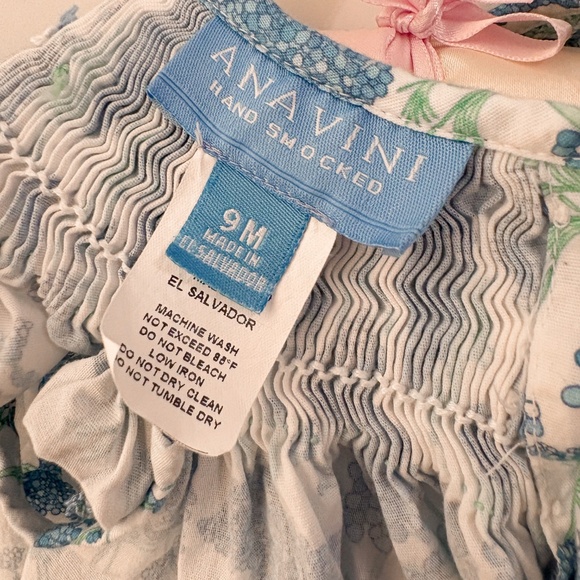 ANAVINI
HAND SMOCKED
9M
MADE IN
EL SALVADOR
EL SALVADOR
MACHINE WASH
NOT EXCEED 86°F
DO NOT BLEACH
LOW IRON
DO NOT DRY CLEAN
DO NOT TUMBLE DRY